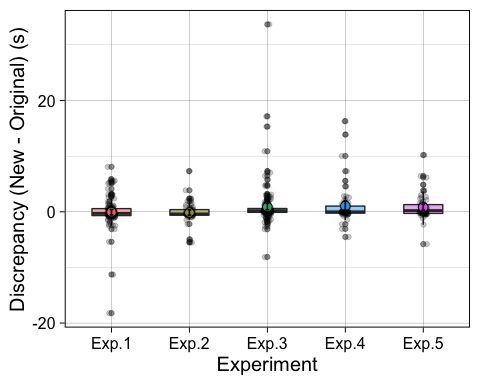 Discrepancy (New - Original) (s)
20
0
-20
Exp.1 Exp.2 Exp.3 Exp.4 Exp.5
Experiment